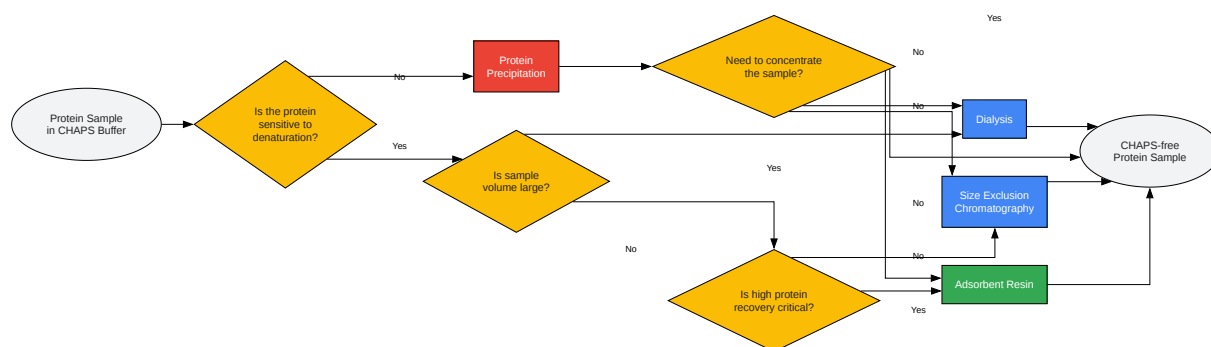 Yes
Protein
Precipitation
Need to concentrate
the sample?
No
No
Is the protein
sensitive to
denaturation?
Protein Sample
in CHAPS Buffer
No
Dialysis
Yes
CHAPS-free
Protein Sample
Is sample
volume large?
Yes
Size Exclusion
Chromatography
No
No
No
Is high protein
recovery critical?
Adsorbent Resin
Yes